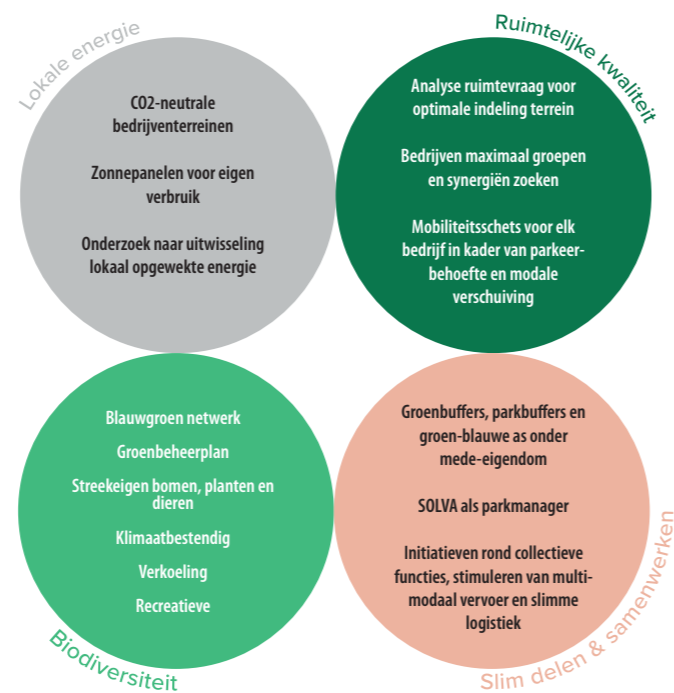 Lokale energie
CO2-neutrale
bedrijventerreinen
Zonnepanelen voor eigen
verbruik
Onderzoek naar uitwisseling
lokaal opgewekte energie
Ruimtelijke kwaliteit
Analyse ruimtevraag voor
optimale indeling terrein
Bedrijven maximaal groepen
en synergiën zoeken
Mobiliteitsschets voor elk
bedrijf in kader van parkeer-
behoefte en modale
verschuiving
Blauwgroen netwerk
Groenbeheerplan
Streekeigen bomen, planten en
dieren
Klimaatbestendig
Verkoeling
Recreatieve
Biodiversiteit
Groenbuffers, parkbuffers en
groen-blauwe as onder
mede-eigendom
SOLVA als parkmanager
Initiatieven rond collectieve
functies, stimuleren van multi-
modaal vervoer en slimme
logistiek
Slim delen & samenwerken